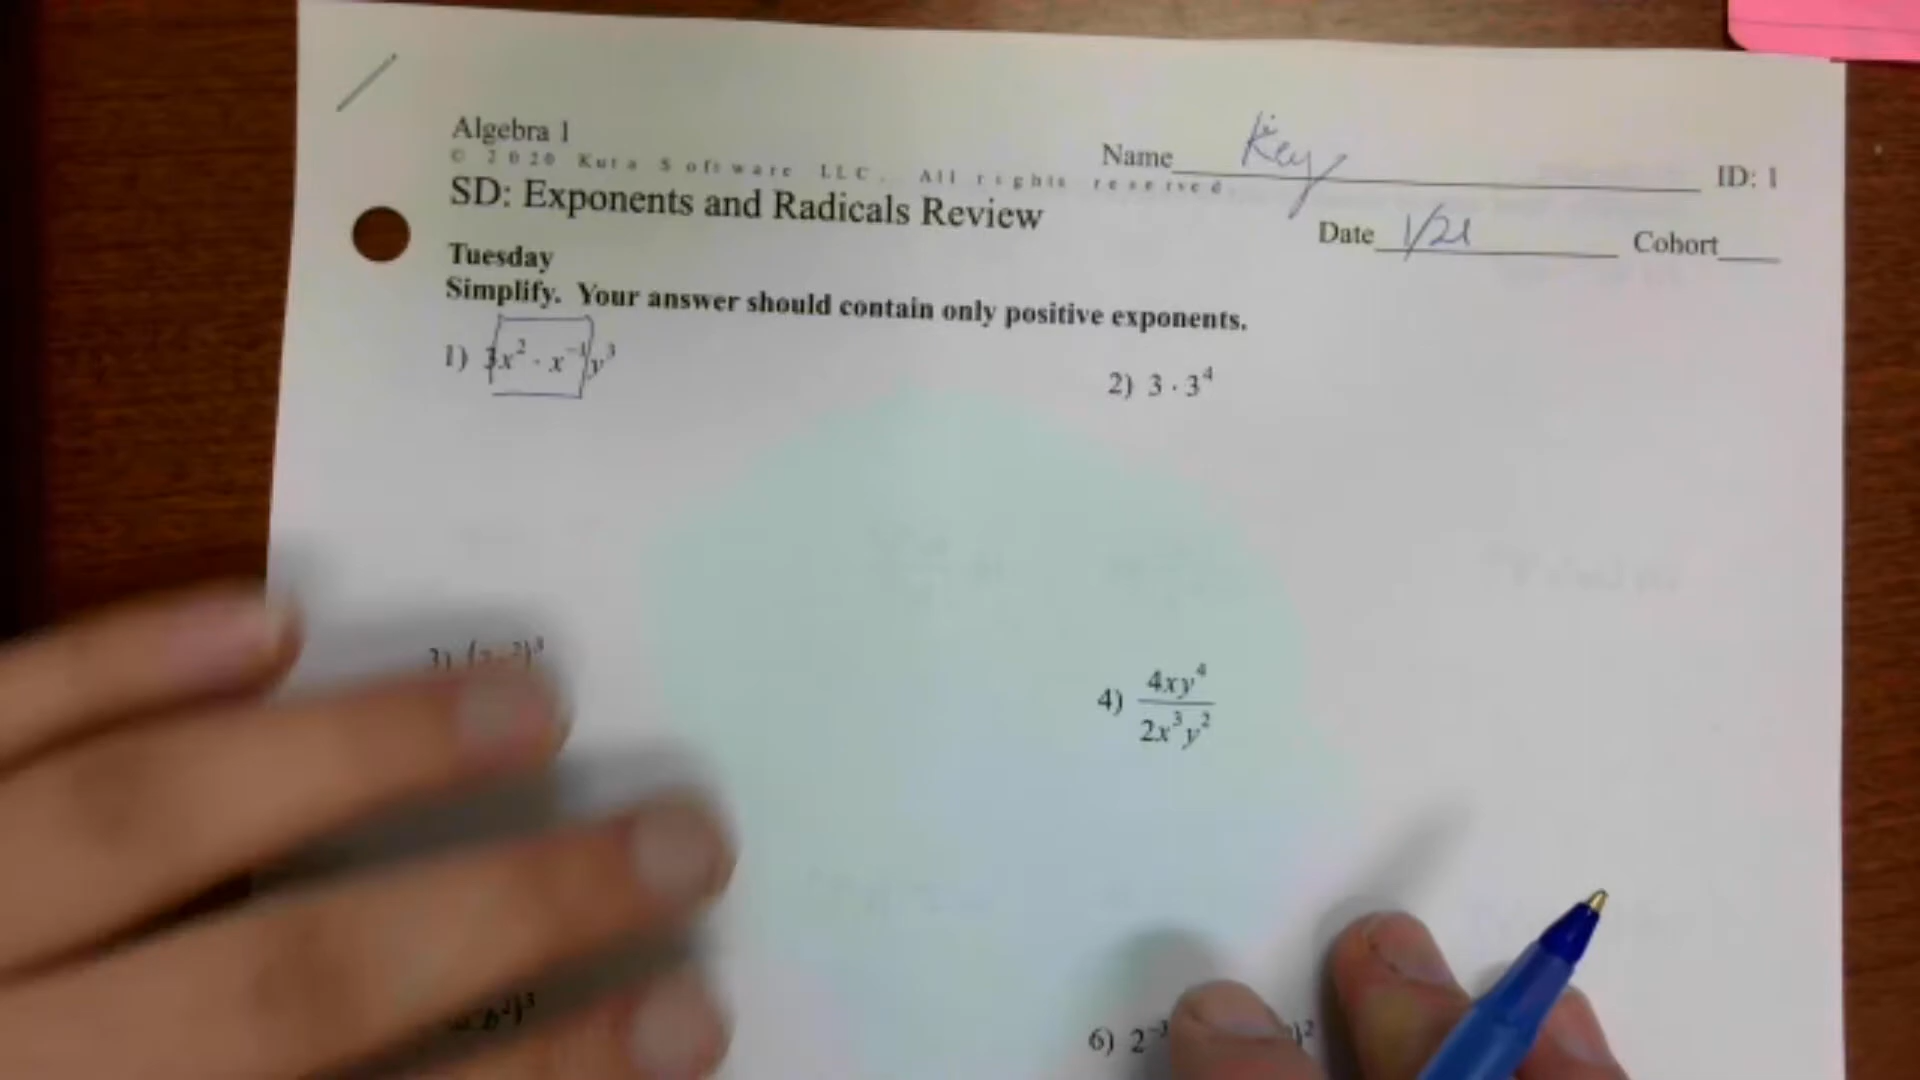 Algebra 1
Name Key ID: 1
© 2020 Kuta Software LLC. All rights reserved.
SD: Exponents and Radicals Review
Date 1/21 Cohort
Tuesday
Simplify. Your answer should contain only positive exponents.
1) 3x² · x⁻¹y³
2) 3 · 3⁴
3)
4) 4xy⁴
2x³y²
6) 2⁻³